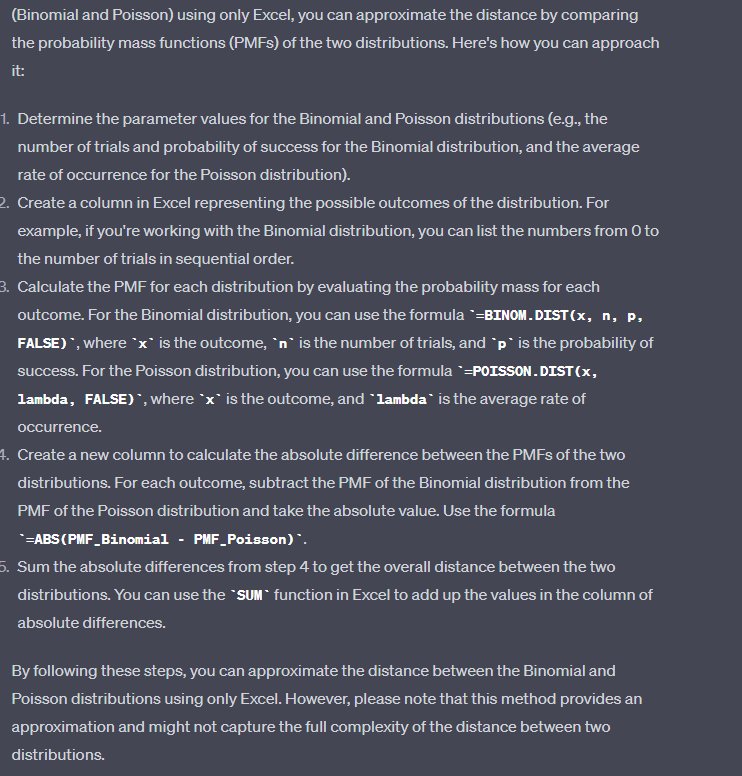 (Binomial and Poisson) using only Excel, you can approximate the distance by comparing
the probability mass functions (PMFs) of the two distributions. Here's how you can approach
it:
1. Determine the parameter values for the Binomial and Poisson distributions (e.g., the
number of trials and probability of success for the Binomial distribution, and the average
rate of occurrence for the Poisson distribution).
2. Create a column in Excel representing the possible outcomes of the distribution. For
example, if you're working with the Binomial distribution, you can list the numbers from 0 to
the number of trials in sequential order.
3. Calculate the PMF for each distribution by evaluating the probability mass for each
outcome. For the Binomial distribution, you can use the formula `=BINOM.DIST(x, n, p,
FALSE)`, where `x` is the outcome, `n` is the number of trials, and `p` is the probability of
success. For the Poisson distribution, you can use the formula `=POISSON.DIST(x,
lambda, FALSE)`, where `x` is the outcome, and `lambda` is the average rate of
occurrence.
4. Create a new column to calculate the absolute difference between the PMFs of the two
distributions. For each outcome, subtract the PMF of the Binomial distribution from the
PMF of the Poisson distribution and take the absolute value. Use the formula
`=ABS(PMF_Binomial - PMF_Poisson)`.
5. Sum the absolute differences from step 4 to get the overall distance between the two
distributions. You can use the `SUM` function in Excel to add up the values in the column of
absolute differences.
By following these steps, you can approximate the distance between the Binomial and
Poisson distributions using only Excel. However, please note that this method provides an
approximation and might not capture the full complexity of the distance between two
distributions.